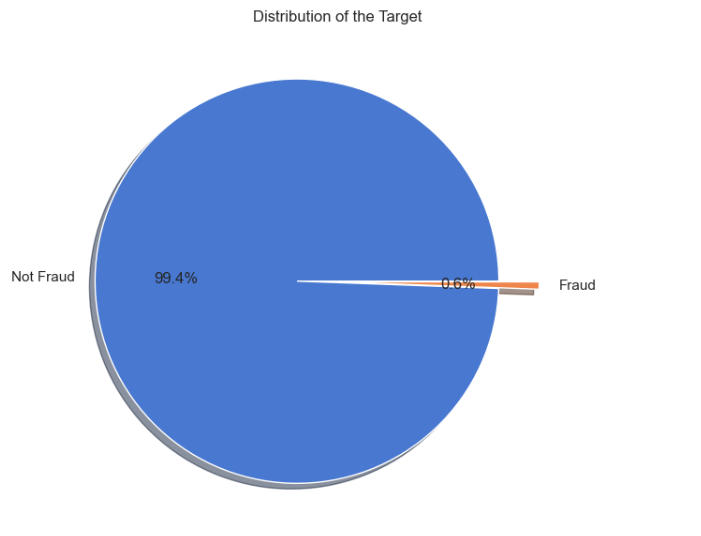 Distribution of the Target
Not Fraud
99.4%
0.6%
Fraud